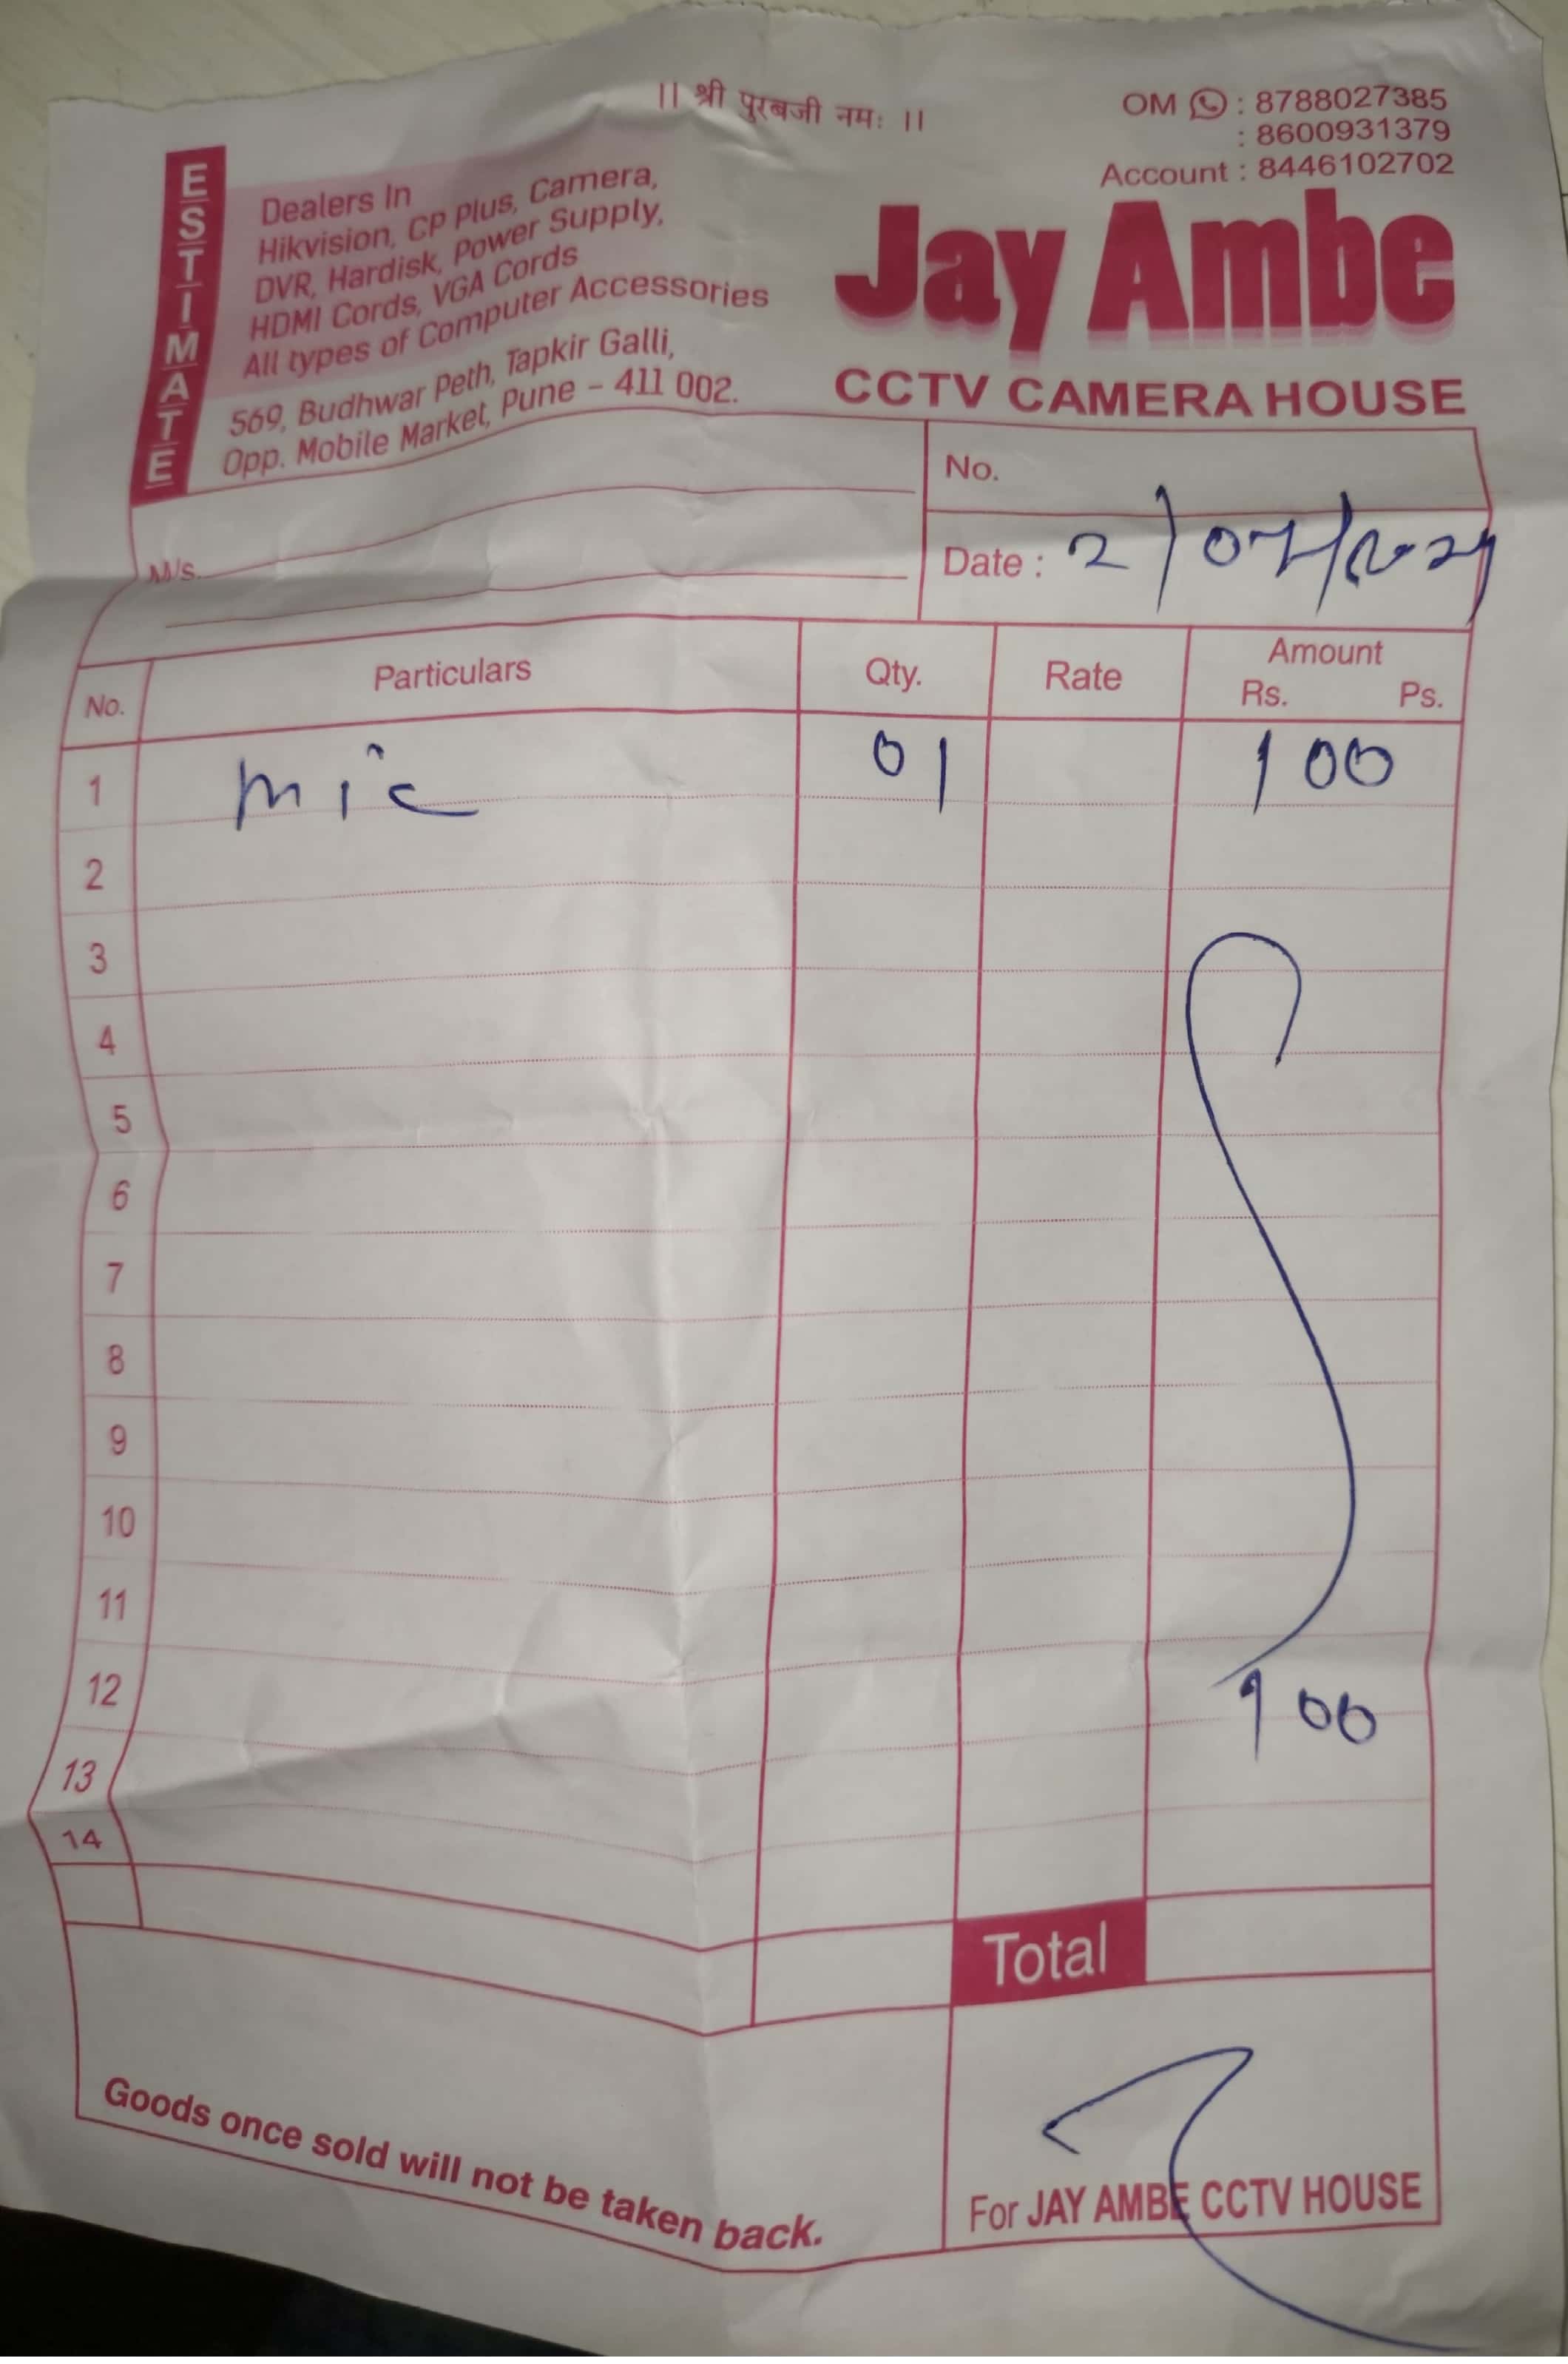 || श्री पुरबजी नमः ||
OM : 8788027385
: 8600931379
Account : 8446102702
ESTIMATE
Dealers In
Hikvision, CP Plus, Camera,
DVR, Hardisk, Power Supply,
HDMI Cords, VGA Cords
All types of Computer Accessories
569, Budhwar Peth, Tapkir Galli,
Opp. Mobile Market, Pune - 411 002.
Jay Ambe
CCTV CAMERA HOUSE
No.
M/s.
Date :
No. Particulars Qty. Rate Amount
Rs. Ps.
1 mic 01 100
2
3
4
5
6
7
8
9
10
11
12 100
13
14
Total
Goods once sold will not be taken back.
For JAY AMBE CCTV HOUSE